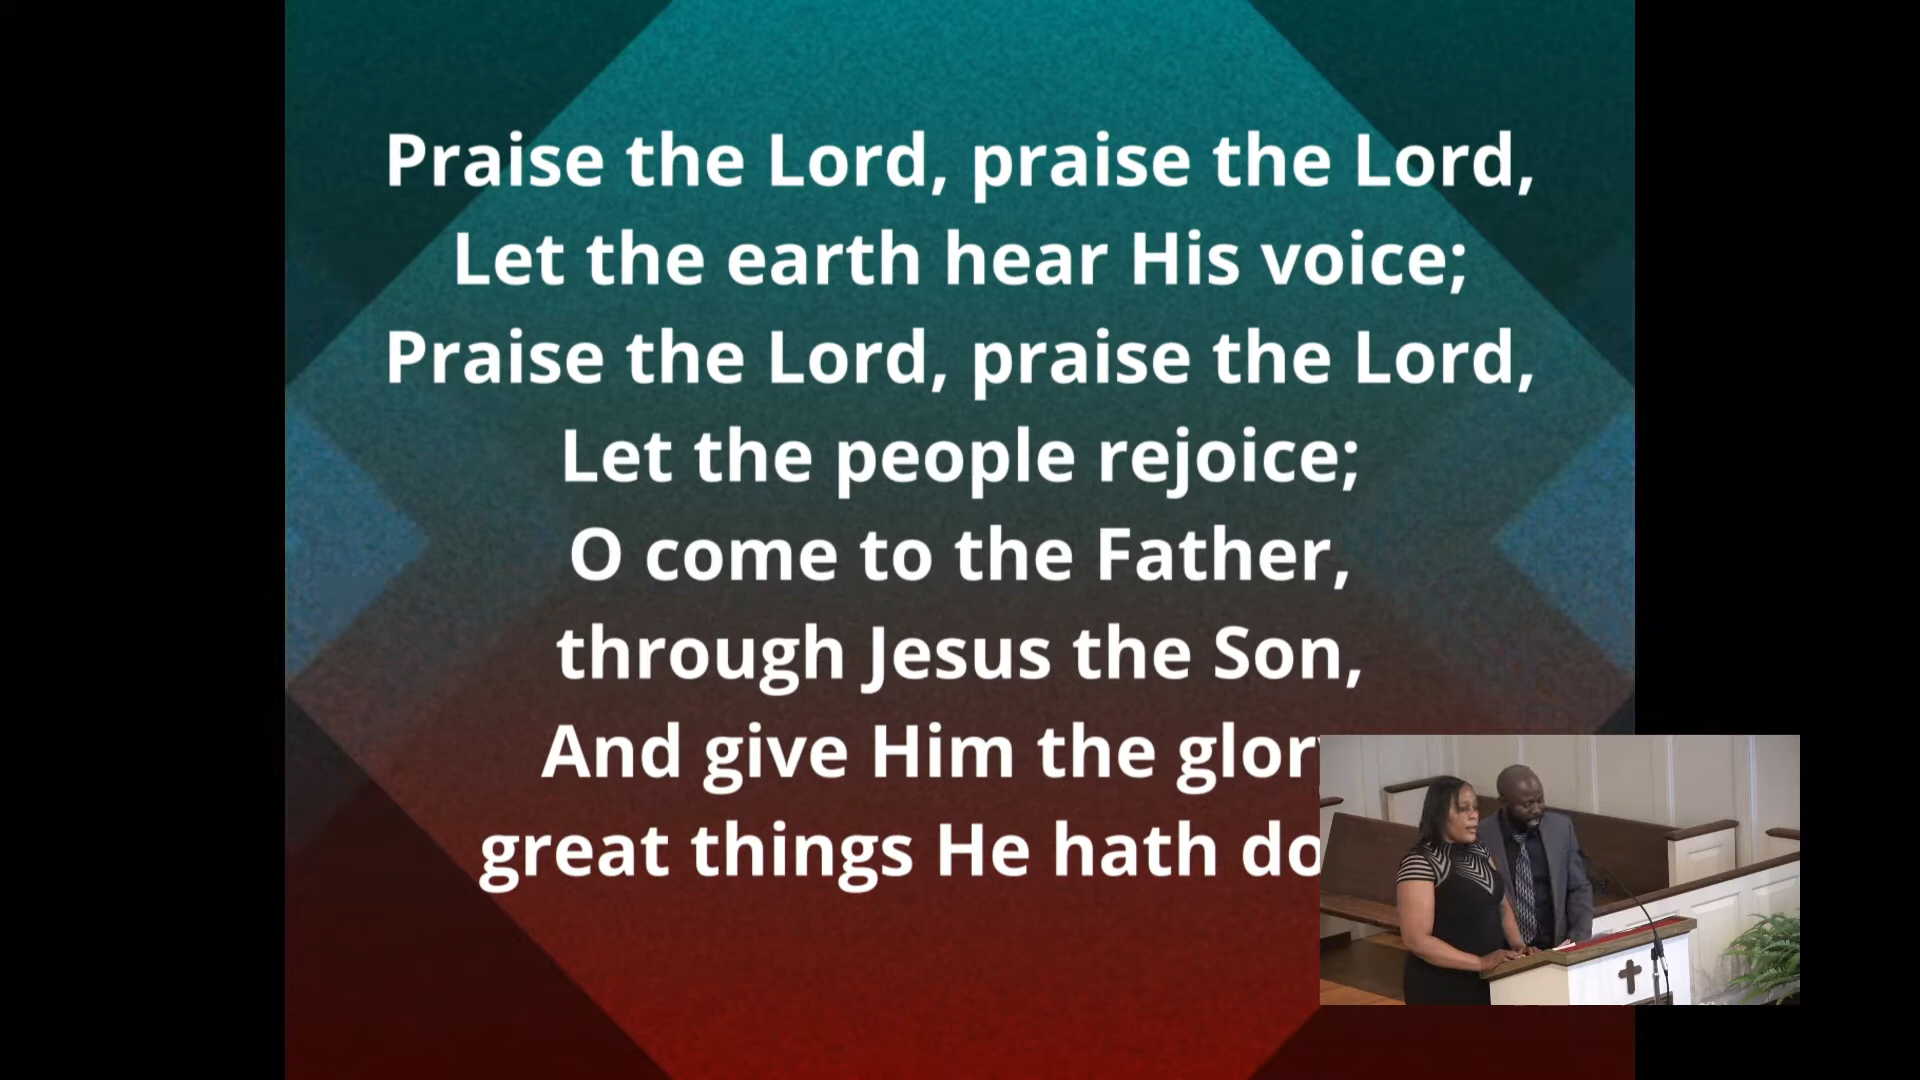 Praise the Lord, praise the Lord,
Let the earth hear His voice;
Praise the Lord, praise the Lord,
Let the people rejoice;
O come to the Father,
through Jesus the Son,
And give Him the
great things He hath